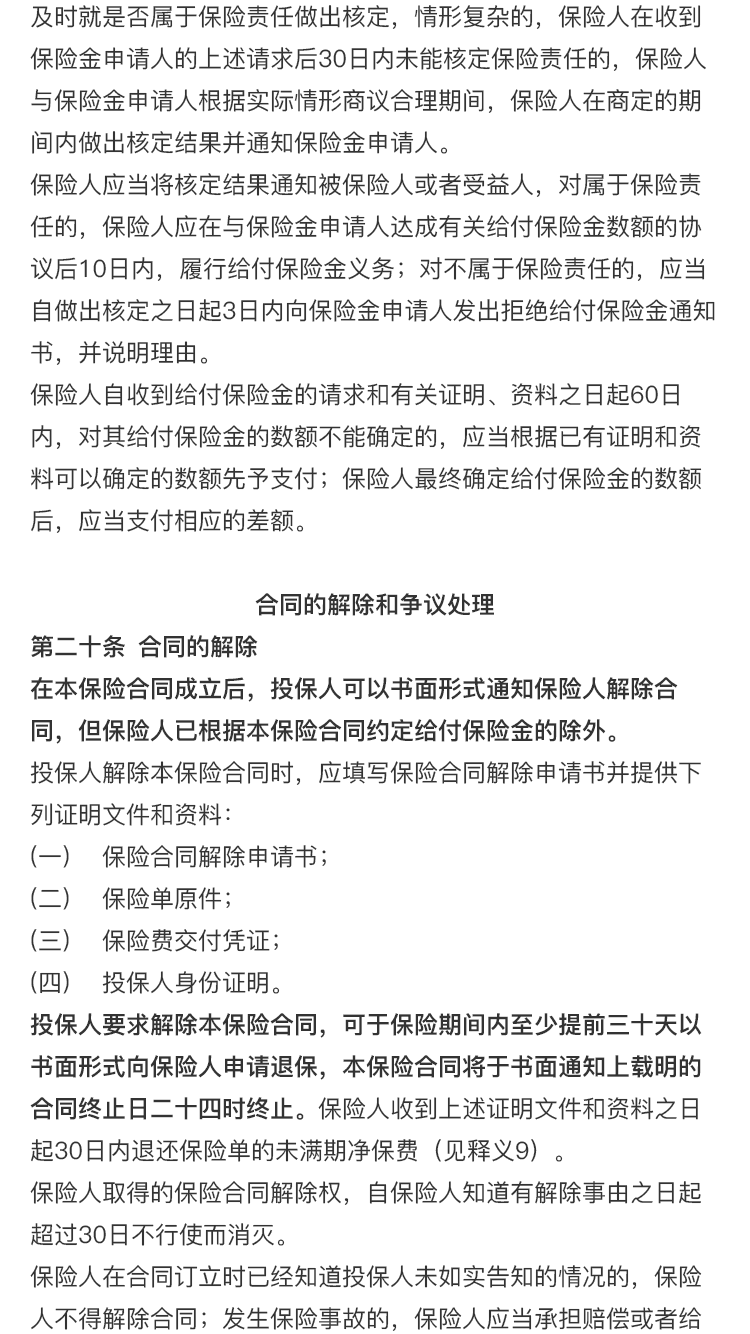 及时就是否属于保险责任做出核定，情形复杂的，保险人在收到
保险金申请人的上述请求后30日内未能核定保险责任的，保险人
与保险金申请人根据实际情形商议合理期间，保险人在商定的期
间内做出核定结果并通知保险金申请人。
保险人应当将核定结果通知被保险人或者受益人，对属于保险责
任的，保险人应在与保险金申请人达成有关给付保险金数额的协
议后10日内，履行给付保险金义务；对不属于保险责任的，应当
自做出核定之日起3日内向保险金申请人发出拒绝给付保险金通知
书，并说明理由。
保险人自收到给付保险金的请求和有关证明、资料之日起60日
内，对其给付保险金的数额不能确定的，应当根据已有证明和资
料可以确定的数额先予支付；保险人最终确定给付保险金的数额
后，应当支付相应的差额。
合同的解除和争议处理
第二十条 合同的解除
在本保险合同成立后，投保人可以书面形式通知保险人解除合
同，但保险人已根据本保险合同约定给付保险金的除外。
投保人解除本保险合同时，应填写保险合同解除申请书并提供下
列证明文件和资料：
(一) 保险合同解除申请书；
(二) 保险单原件；
(三) 保险费交付凭证；
(四) 投保人身份证明。
投保人要求解除本保险合同，可于保险期间内至少提前三十天以
书面形式向保险人申请退保，本保险合同将于书面通知上载明的
合同终止日二十四时终止。保险人收到上述证明文件和资料之日
起30日内退还保险单的未满期净保费（见释义9）。
保险人取得的保险合同解除权，自保险人知道有解除事由之日起
超过30日不行使而消灭。
保险人在合同订立时已经知道投保人未如实告知的情况的，保险
人不得解除合同；发生保险事故的，保险人应当承担赔偿或者给